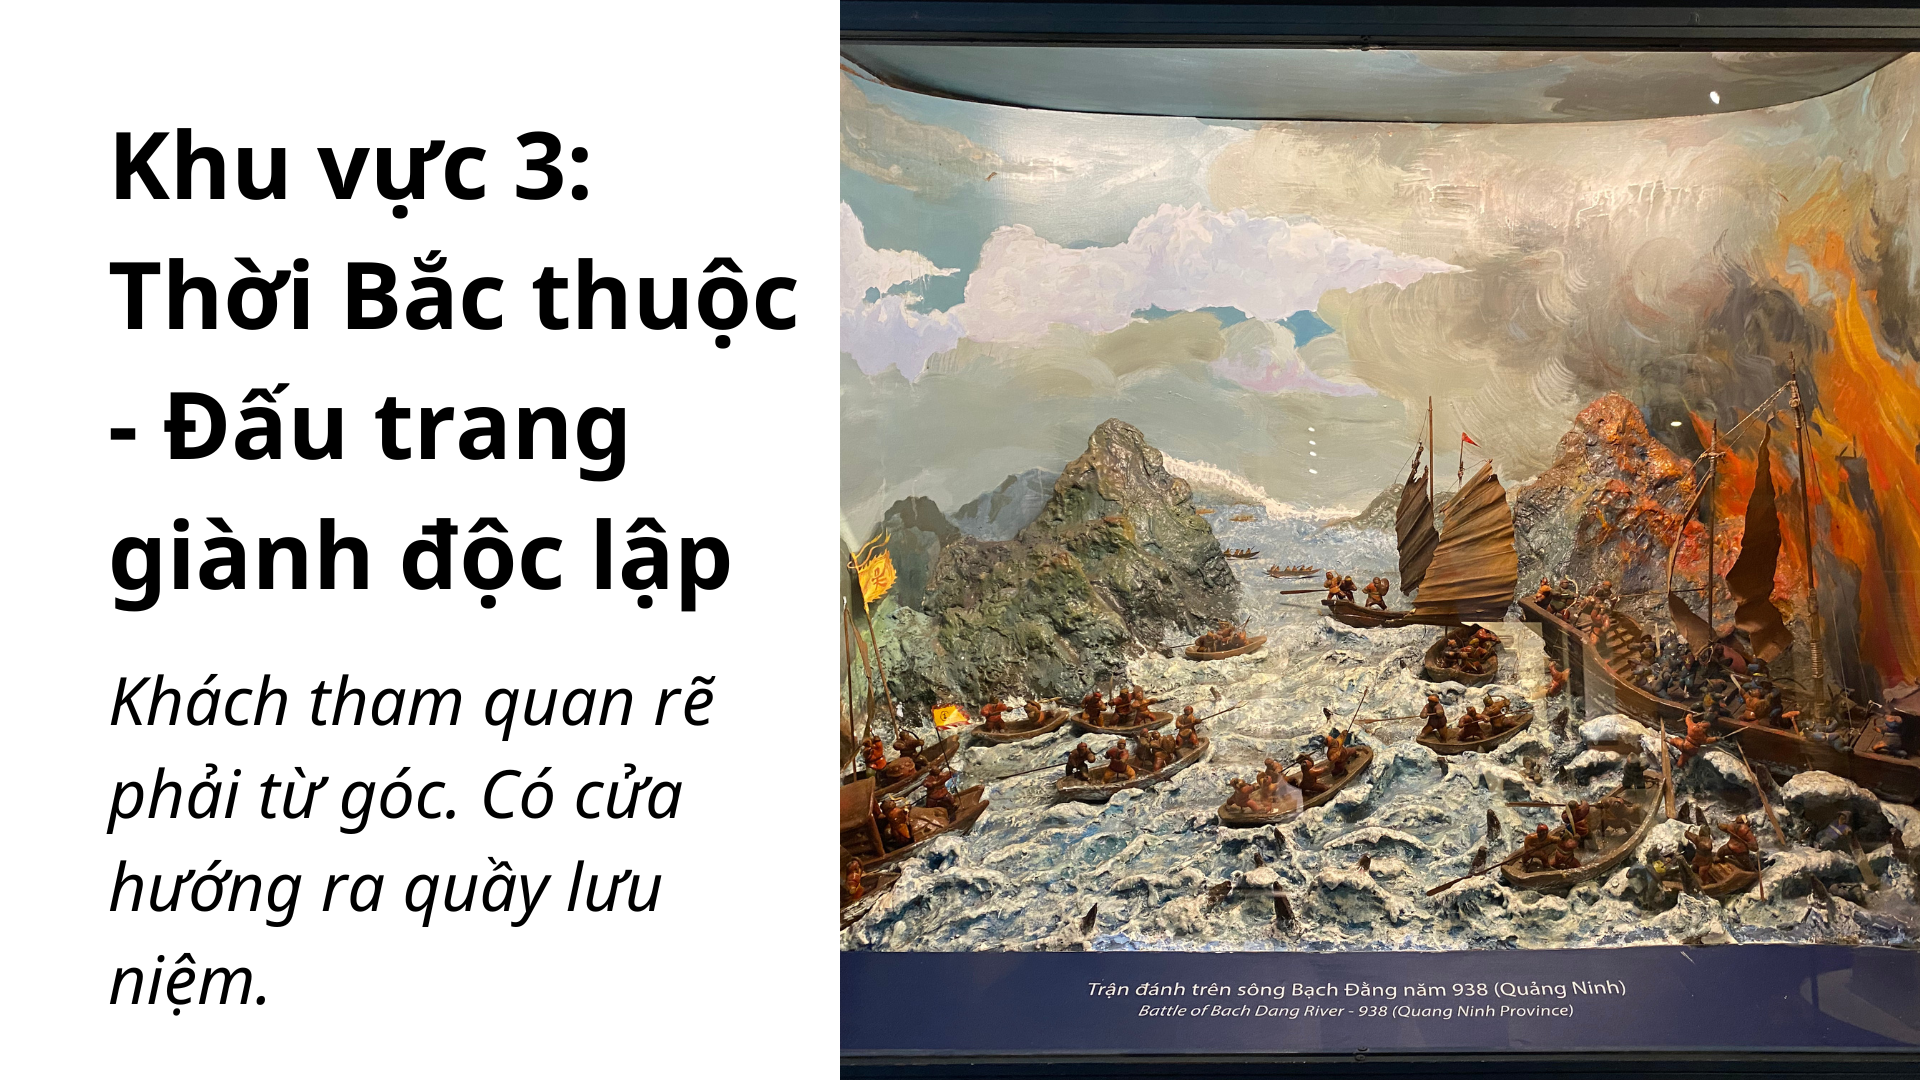 Khu vực 3:
Thời Bắc thuộc
- Đấu trang
giành độc lập
Khách tham quan rẽ
phải từ góc. Có cửa
hướng ra quầy lưu
niệm.
Trận đánh trên sông Bạch Đằng năm 938 (Quảng Ninh)
Battle of Bach Dang River - 938 (Quang Ninh Province)